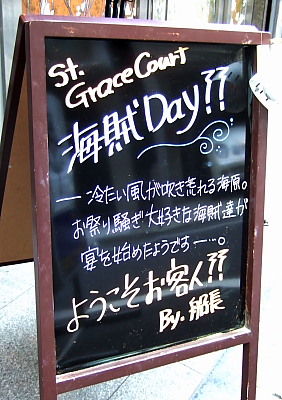 St.
Grace Court
海賊Day!!
—冷たい風が吹き荒れる海原。
お祭り騒ぎ大好きな海賊達が
宴を始めたようです—…。
ようこそお客人!!
By.船長